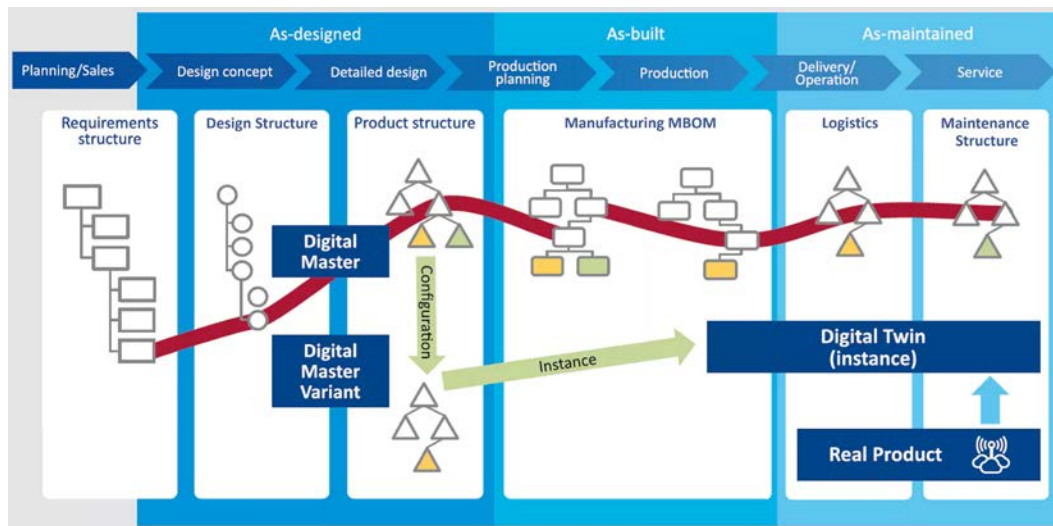 As-designed
As-built
As-maintained
Planning/Sales
Design concept
Detailed design
Production
planning
Production
Delivery/
Operation
Service
Requirements
structure
Design Structure
Product structure
Manufacturing MBOM
Logistics
Maintenance
Structure
Digital
Master
Configuration
Digital
Master
Variant
Instance
Digital Twin
(instance)
Real Product